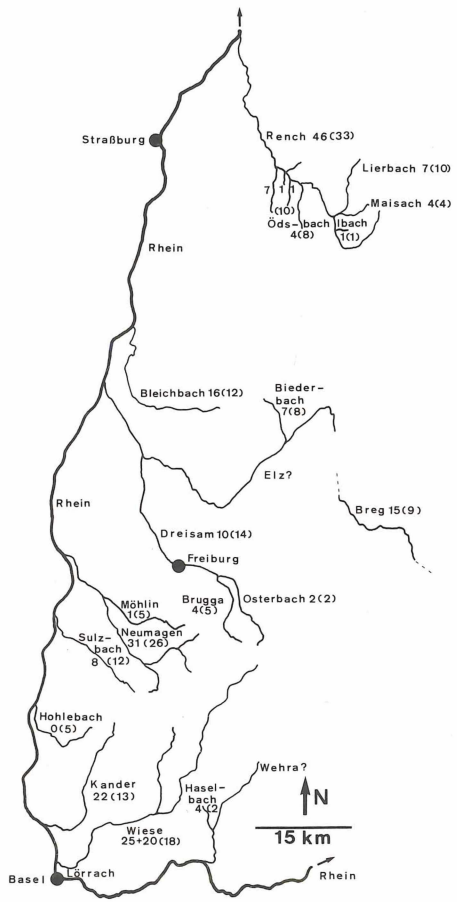 Rench 46(33)
Straßburg
Lierbach 7(10)
7 1 1
Maisach 4(4)
(10)
Öds-bach Ilbach
4(8) 1(1)
Rhein
Bleichbach 16(12)
Bieder-
bach
7(8)
Elz?
Rhein
Breg 15(9)
Dreisam 10(14)
Freiburg
Möhlin
1(5)
Brugga
4(5)
Osterbach 2(2)
Neumagen
31(26)
Sulz-
bach
8 (12)
Hohlebach
0(5)
Kander
22(13)
Hasel-
bach
4(2
Wehra?
N
15 km
Wiese
25+20(18)
Basel
Lörrach
Rhein